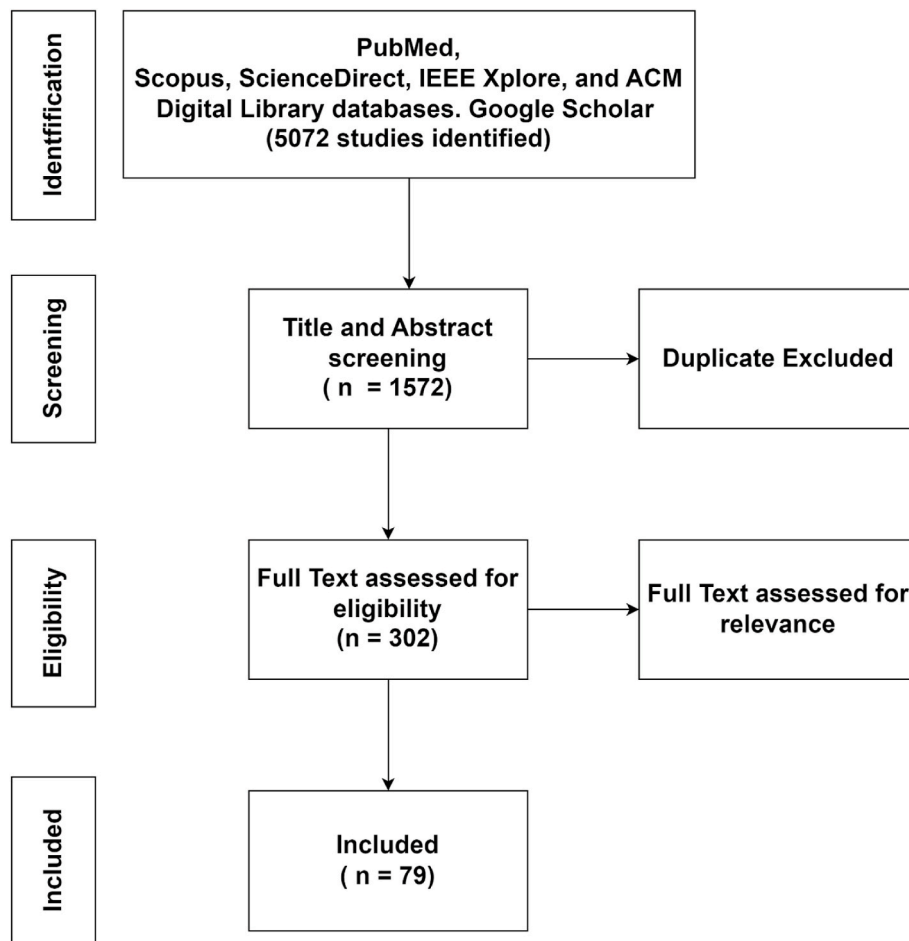 Identfification
PubMed,
Scopus, ScienceDirect, IEEE Xplore, and ACM
Digital Library databases. Google Scholar
(5072 studies identified)
Screening
Title and Abstract
screening
( n  = 1572)
Duplicate Excluded
Eligibility
Full Text assessed for
eligibility
(n = 302)
Full Text assessed for
relevance
Included
Included
( n = 79)